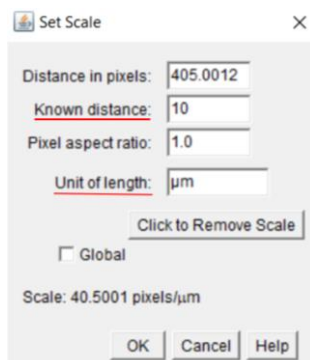 Set Scale
Distance in pixels: 405.0012
Known distance: 10
Pixel aspect ratio: 1.0
Unit of length: µm
Click to Remove Scale
Global
Scale: 40.5001 pixels/µm
OK Cancel Help